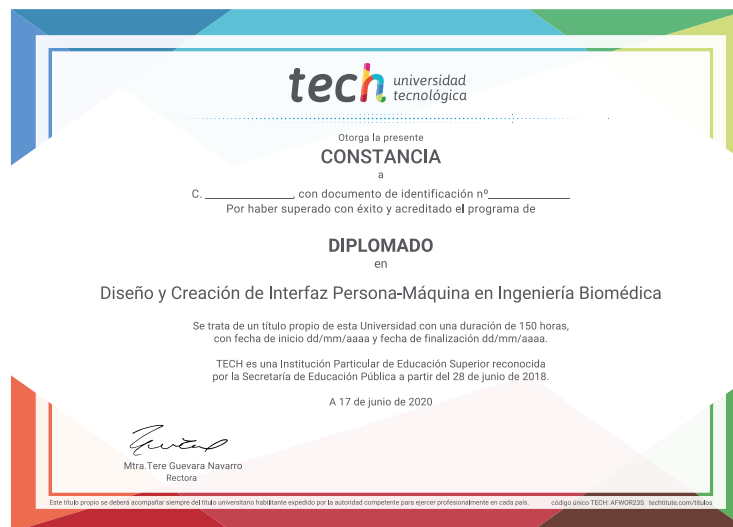 tech universidad
tecnológica
Otorga la presente
CONSTANCIA
a
C. ______________, con documento de identificación nº_____________
Por haber superado con éxito y acreditado el programa de
DIPLOMADO
en
Diseño y Creación de Interfaz Persona-Máquina en Ingeniería Biomédica
Se trata de un título propio de esta Universidad con una duración de 150 horas,
con fecha de inicio dd/mm/aaaa y fecha de finalización dd/mm/aaaa.
TECH es una Institución Particular de Educación Superior reconocida
por la Secretaría de Educación Pública a partir del 28 de junio de 2018.
A 17 de junio de 2020
Mtra.Tere Guevara Navarro
Rectora
Este título propio se deberá acompañar siempre del título universitario habilitante expedido por la autoridad competente para ejercer profesionalmente en cada país. código único TECH: AFWOR23S techtitute.com/titulos